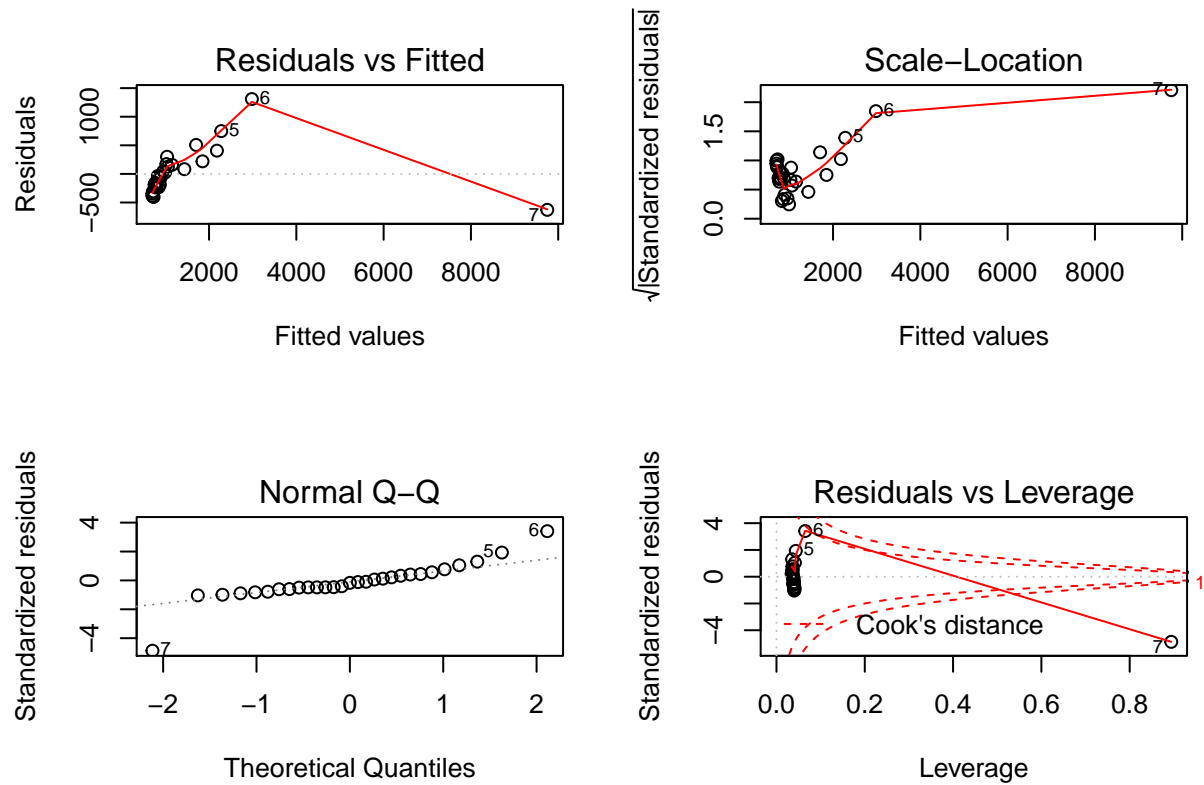 Residuals vs Fitted
Residuals
1000
−500
6
5
7
2000 4000 6000 8000
Fitted values
Scale−Location
√|Standardized residuals|
1.5
0.0
7
6
5
2000 4000 6000 8000
Fitted values
Normal Q−Q
Standardized residuals
4
0
−4
6
5
7
−2 −1 0 1 2
Theoretical Quantiles
Residuals vs Leverage
Standardized residuals
4
0
−4
6
5
1
Cook's distance
7
0.0 0.2 0.4 0.6 0.8
Leverage